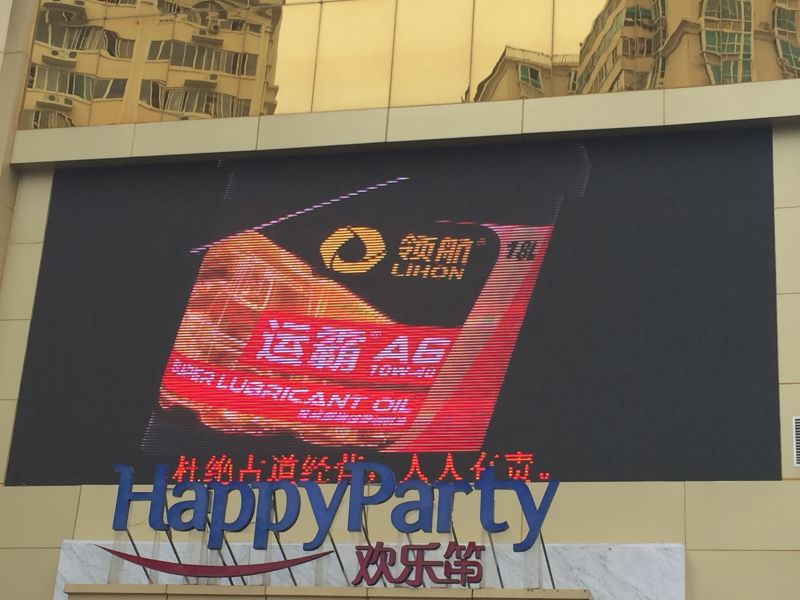 领航
LIHON
18L
运霸 A6
10W-40
SUPER LUBRICANT OIL
杜绝占道经营，人人有责。
HappyParty
欢乐笛